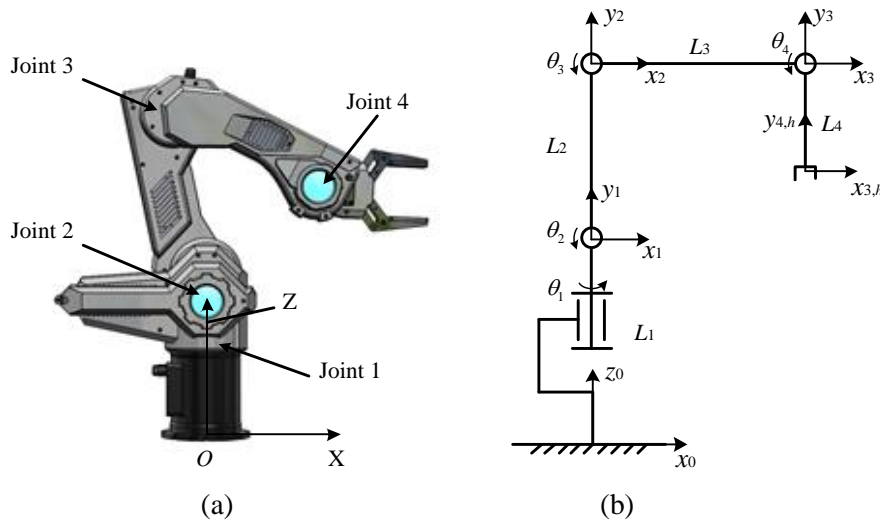 Joint 3
Joint 4
Joint 2
Z
Joint 1
O
X
(a)
y2
y3
θ3
L3
θ4
x2
x3
y4,h
L4
L2
x3,h
y1
θ2
x1
θ1
L1
z0
x0
(b)